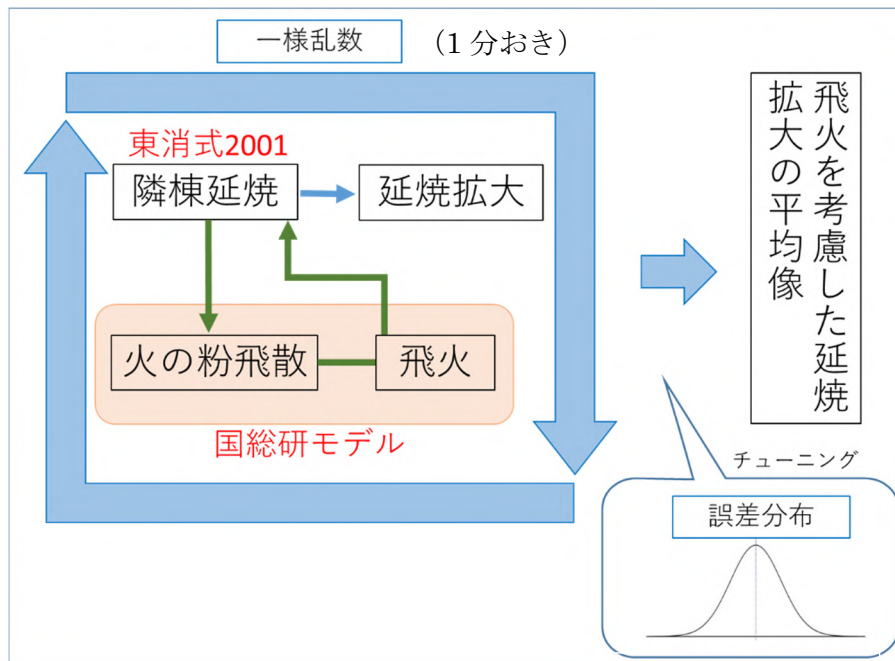 一様乱数
（1 分おき）
東消式2001
隣棟延焼
延焼拡大
火の粉飛散
飛火
国総研モデル
飛火を考慮した延焼
拡大の平均像
チューニング
誤差分布